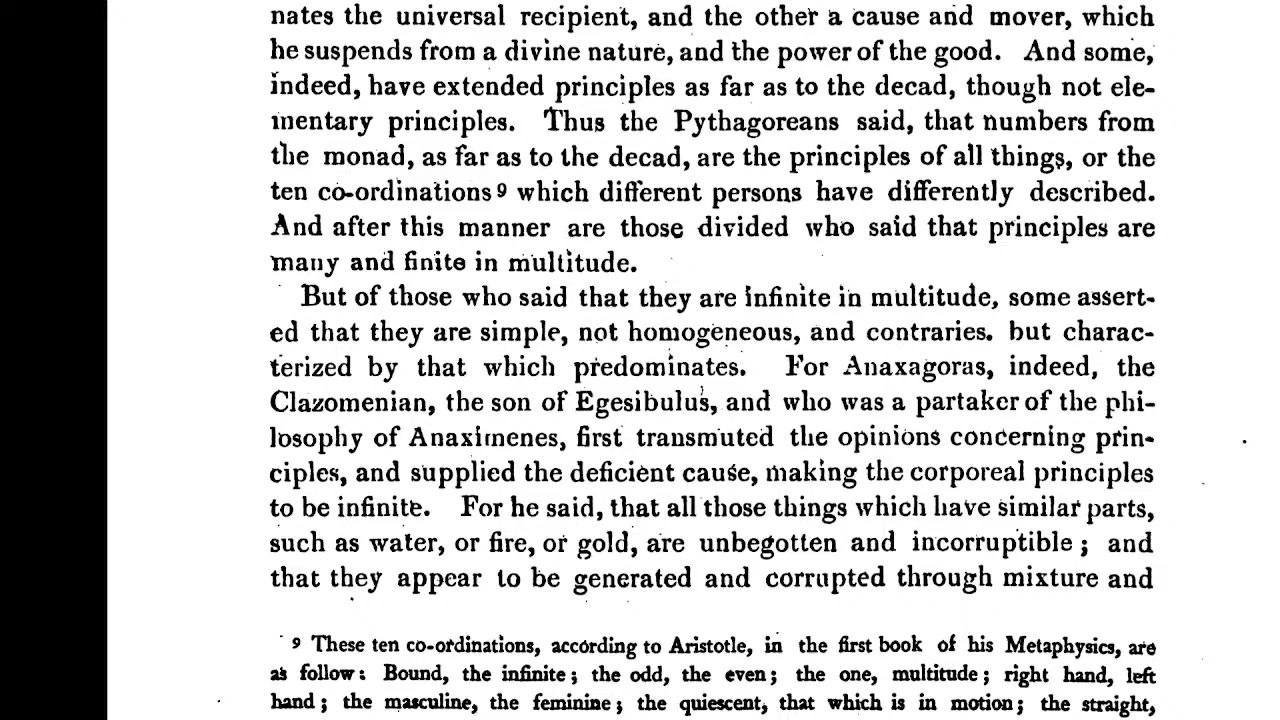 nates the universal recipient, and the other a cause and mover, which
he suspends from a divine nature, and the power of the good. And some,
indeed, have extended principles as far as to the decad, though not ele-
mentary principles. Thus the Pythagoreans said, that numbers from
the monad, as far as to the decad, are the principles of all things, or the
ten co-ordinations 9 which different persons have differently described.
And after this manner are those divided who said that principles are
many and finite in multitude.
But of those who said that they are infinite in multitude, some assert-
ed that they are simple, not homogeneous, and contraries. but charac-
terized by that which predominates. For Anaxagoras, indeed, the
Clazomenian, the son of Egesibulus, and who was a partaker of the phi-
losophy of Anaximenes, first transmuted the opinions concerning prin-
ciples, and supplied the deficient cause, making the corporeal principles
to be infinite. For he said, that all those things which have similar parts,
such as water, or fire, or gold, are unbegotten and incorruptible ; and
that they appear to be generated and corrupted through mixture and
9 These ten co-ordinations, according to Aristotle, in the first book of his Metaphysics, are
as follow: Bound, the infinite ; the odd, the even ; the one, multitude ; right hand, left
hand ; the masculine, the feminine ; the quiescent, that which is in motion ; the straight,